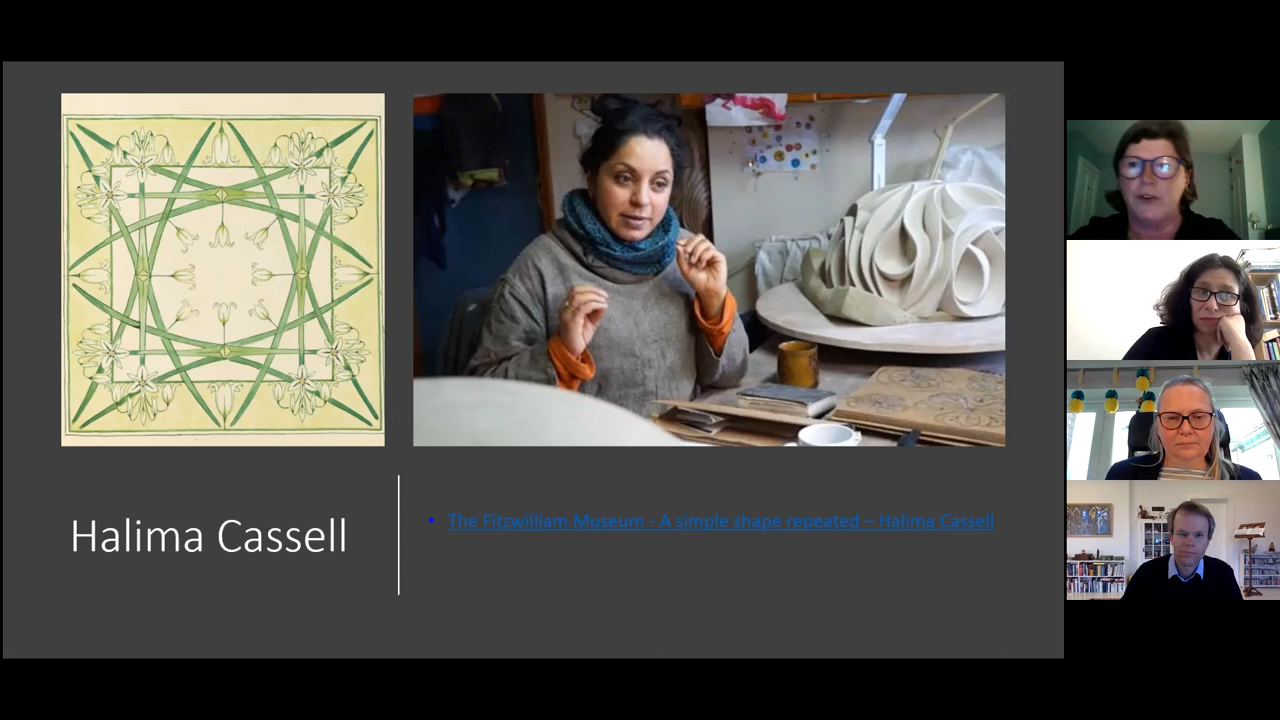 Halima Cassell
• The Fitzwilliam Museum - A simple shape repeated – Halima Cassell